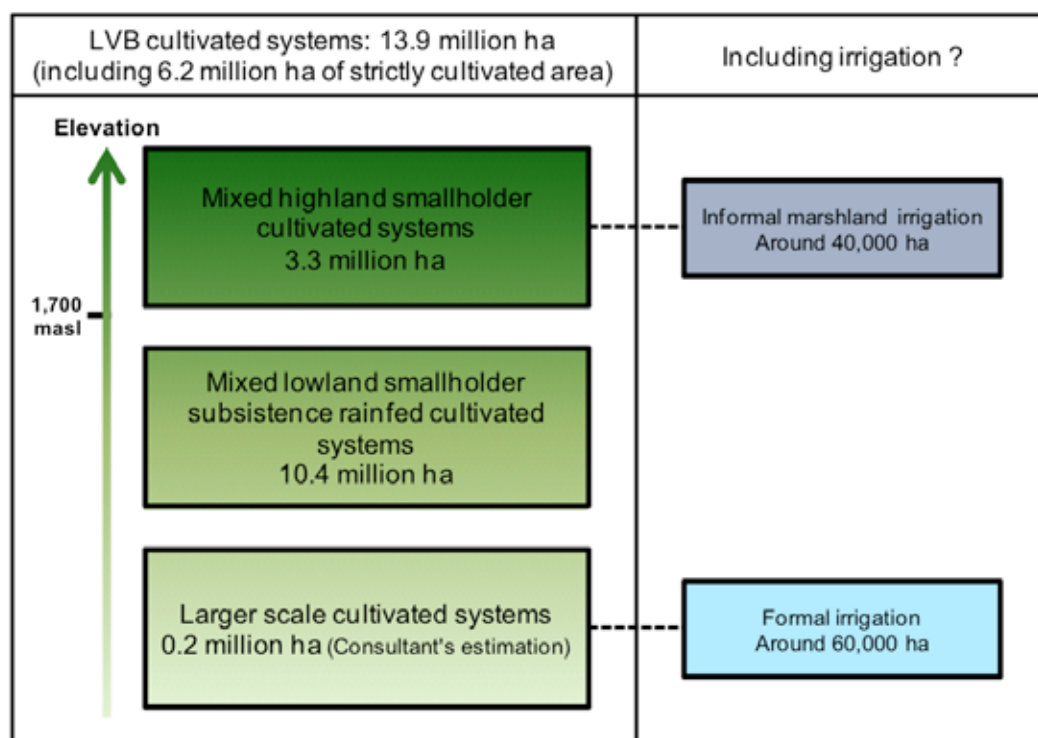 LVB cultivated systems: 13.9 million ha
(including 6.2 million ha of strictly cultivated area)
Including irrigation ?
Elevation
Mixed highland smallholder
cultivated systems
3.3 million ha
Informal marshland irrigation
Around 40,000 ha
1,700
masl
Mixed lowland smallholder
subsistence rainfed cultivated
systems
10.4 million ha
Larger scale cultivated systems
0.2 million ha (Consultant's estimation)
Formal irrigation
Around 60,000 ha